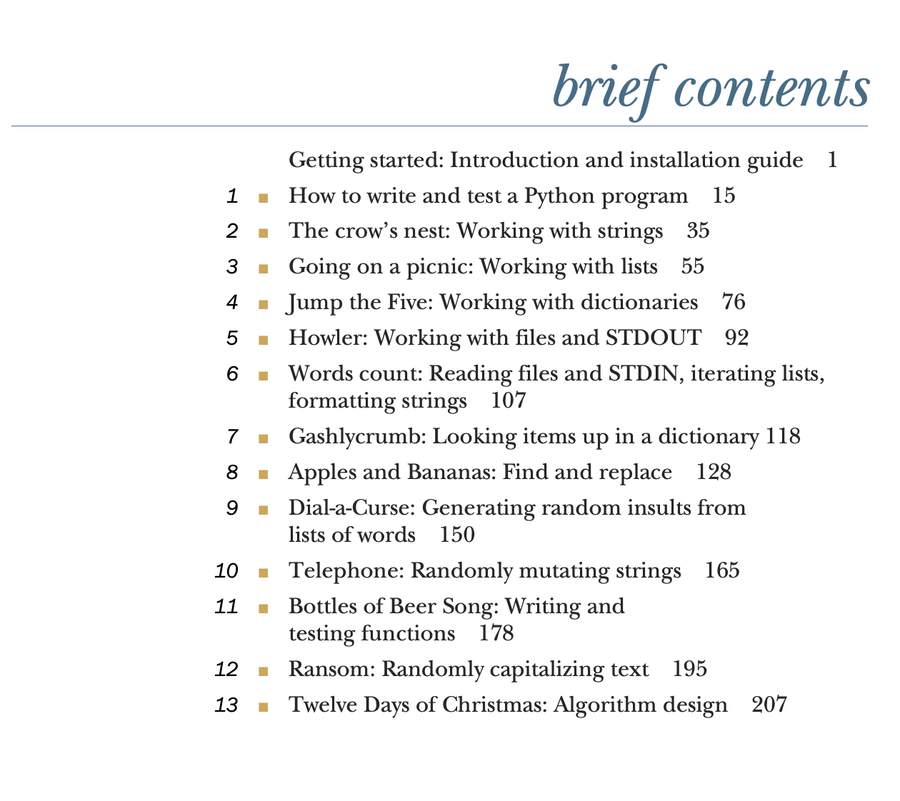 brief contents
Getting started: Introduction and installation guide 1
1 ■ How to write and test a Python program 15
2 ■ The crow’s nest: Working with strings 35
3 ■ Going on a picnic: Working with lists 55
4 ■ Jump the Five: Working with dictionaries 76
5 ■ Howler: Working with files and STDOUT 92
6 ■ Words count: Reading files and STDIN, iterating lists,
formatting strings 107
7 ■ Gashlycrumb: Looking items up in a dictionary 118
8 ■ Apples and Bananas: Find and replace 128
9 ■ Dial-a-Curse: Generating random insults from
lists of words 150
10 ■ Telephone: Randomly mutating strings 165
11 ■ Bottles of Beer Song: Writing and
testing functions 178
12 ■ Ransom: Randomly capitalizing text 195
13 ■ Twelve Days of Christmas: Algorithm design 207